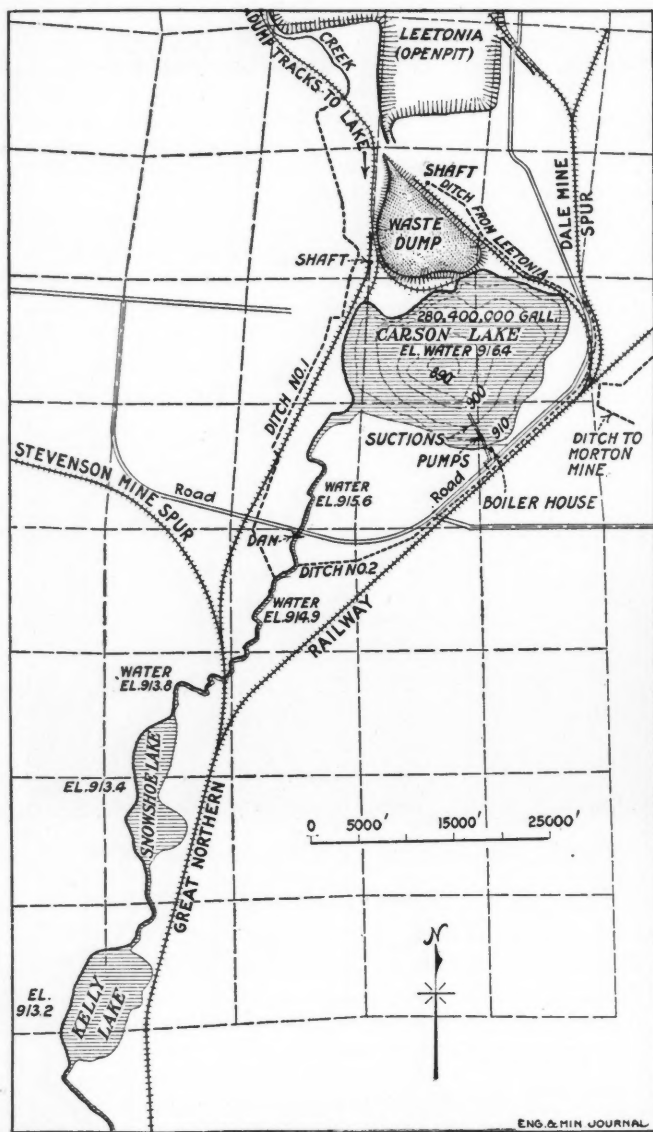 LEETONIA
(OPENPIT)
CREEK
DUMP TRACKS TO LAKE
SHAFT
DITCH FROM LEETONIA
DALE MINE
SPUR
WASTE
DUMP
SHAFT
280,400,000 GALL.
CARSON LAKE
EL. WATER 916.4
890
900
910
DITCH NO.1
SUCTIONS
PUMPS
DITCH TO
MORTON
MINE
BOILER HOUSE
STEVENSON MINE SPUR
Road
Road
WATER
EL.915.6
DAM
DITCH NO.2
WATER
EL.914.9
RAILWAY
WATER
EL.913.8
EL.913.4
SNOWSHOE LAKE
GREAT NORTHERN
0 5000' 15000' 25000'
N
EL.
913.2
KELLY
LAKE
ENG. & MIN JOURNAL